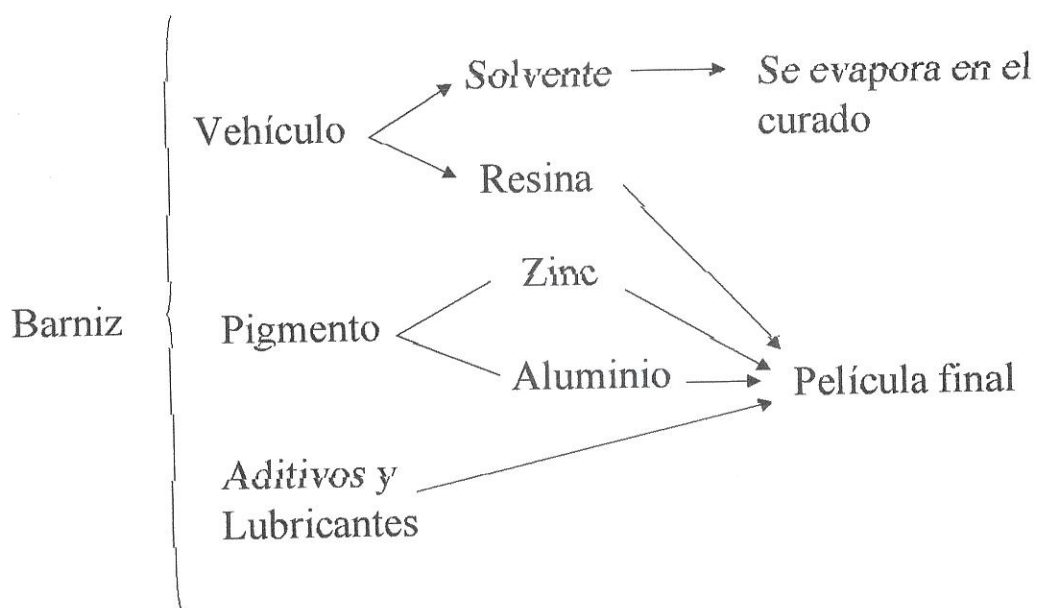 Solvente
Se evapora en el
curado
Vehículo
Resina
Zinc
Barniz
Pigmento
Aluminio
Película final
Aditivos y
Lubricantes